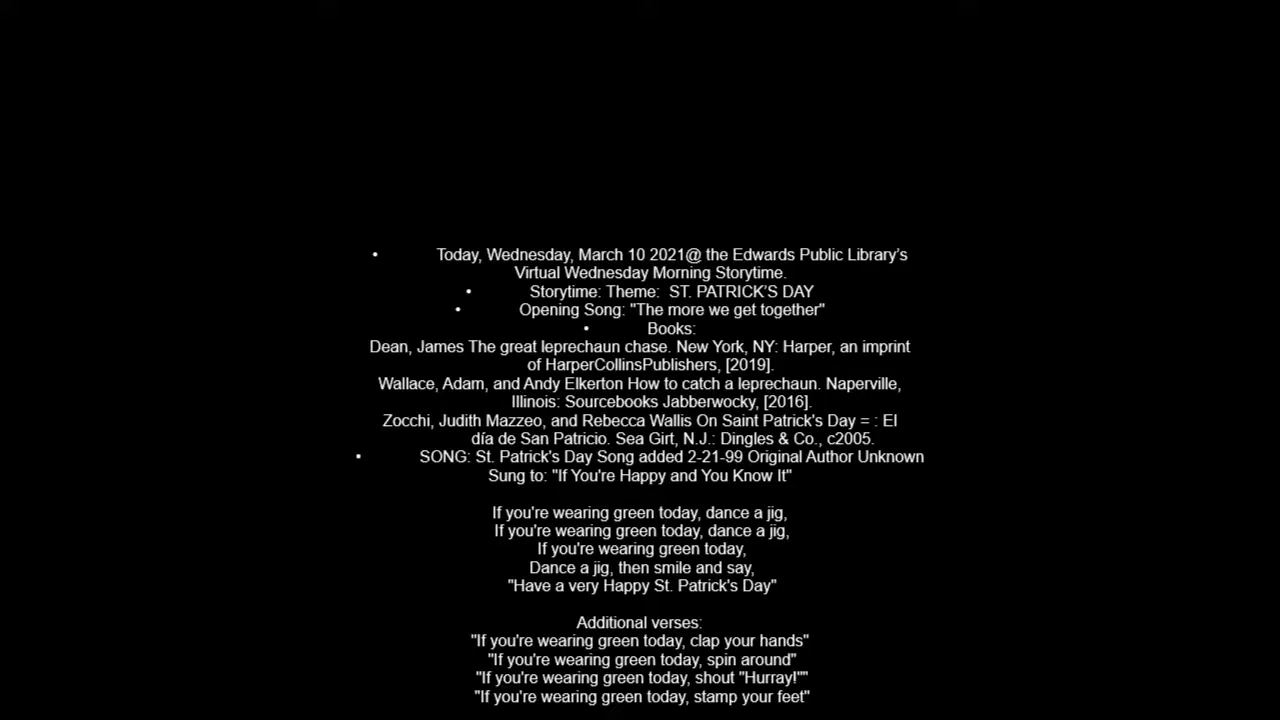 • Today, Wednesday, March 10 2021@ the Edwards Public Library’s
Virtual Wednesday Morning Storytime.
• Storytime: Theme:  ST. PATRICK’S DAY
• Opening Song: "The more we get together"
• Books:
Dean, James The great leprechaun chase. New York, NY: Harper, an imprint
of HarperCollinsPublishers, [2019].
Wallace, Adam, and Andy Elkerton How to catch a leprechaun. Naperville,
Illinois: Sourcebooks Jabberwocky, [2016].
Zocchi, Judith Mazzeo, and Rebecca Wallis On Saint Patrick's Day = : El
día de San Patricio. Sea Girt, N.J.: Dingles & Co., c2005.
• SONG: St. Patrick's Day Song added 2-21-99 Original Author Unknown
Sung to: "If You're Happy and You Know It"
If you're wearing green today, dance a jig,
If you're wearing green today, dance a jig,
If you're wearing green today,
Dance a jig, then smile and say,
"Have a very Happy St. Patrick's Day"
Additional verses:
"If you're wearing green today, clap your hands"
"If you're wearing green today, spin around"
"If you're wearing green today, shout "Hurray!""
"If you're wearing green today, stamp your feet"